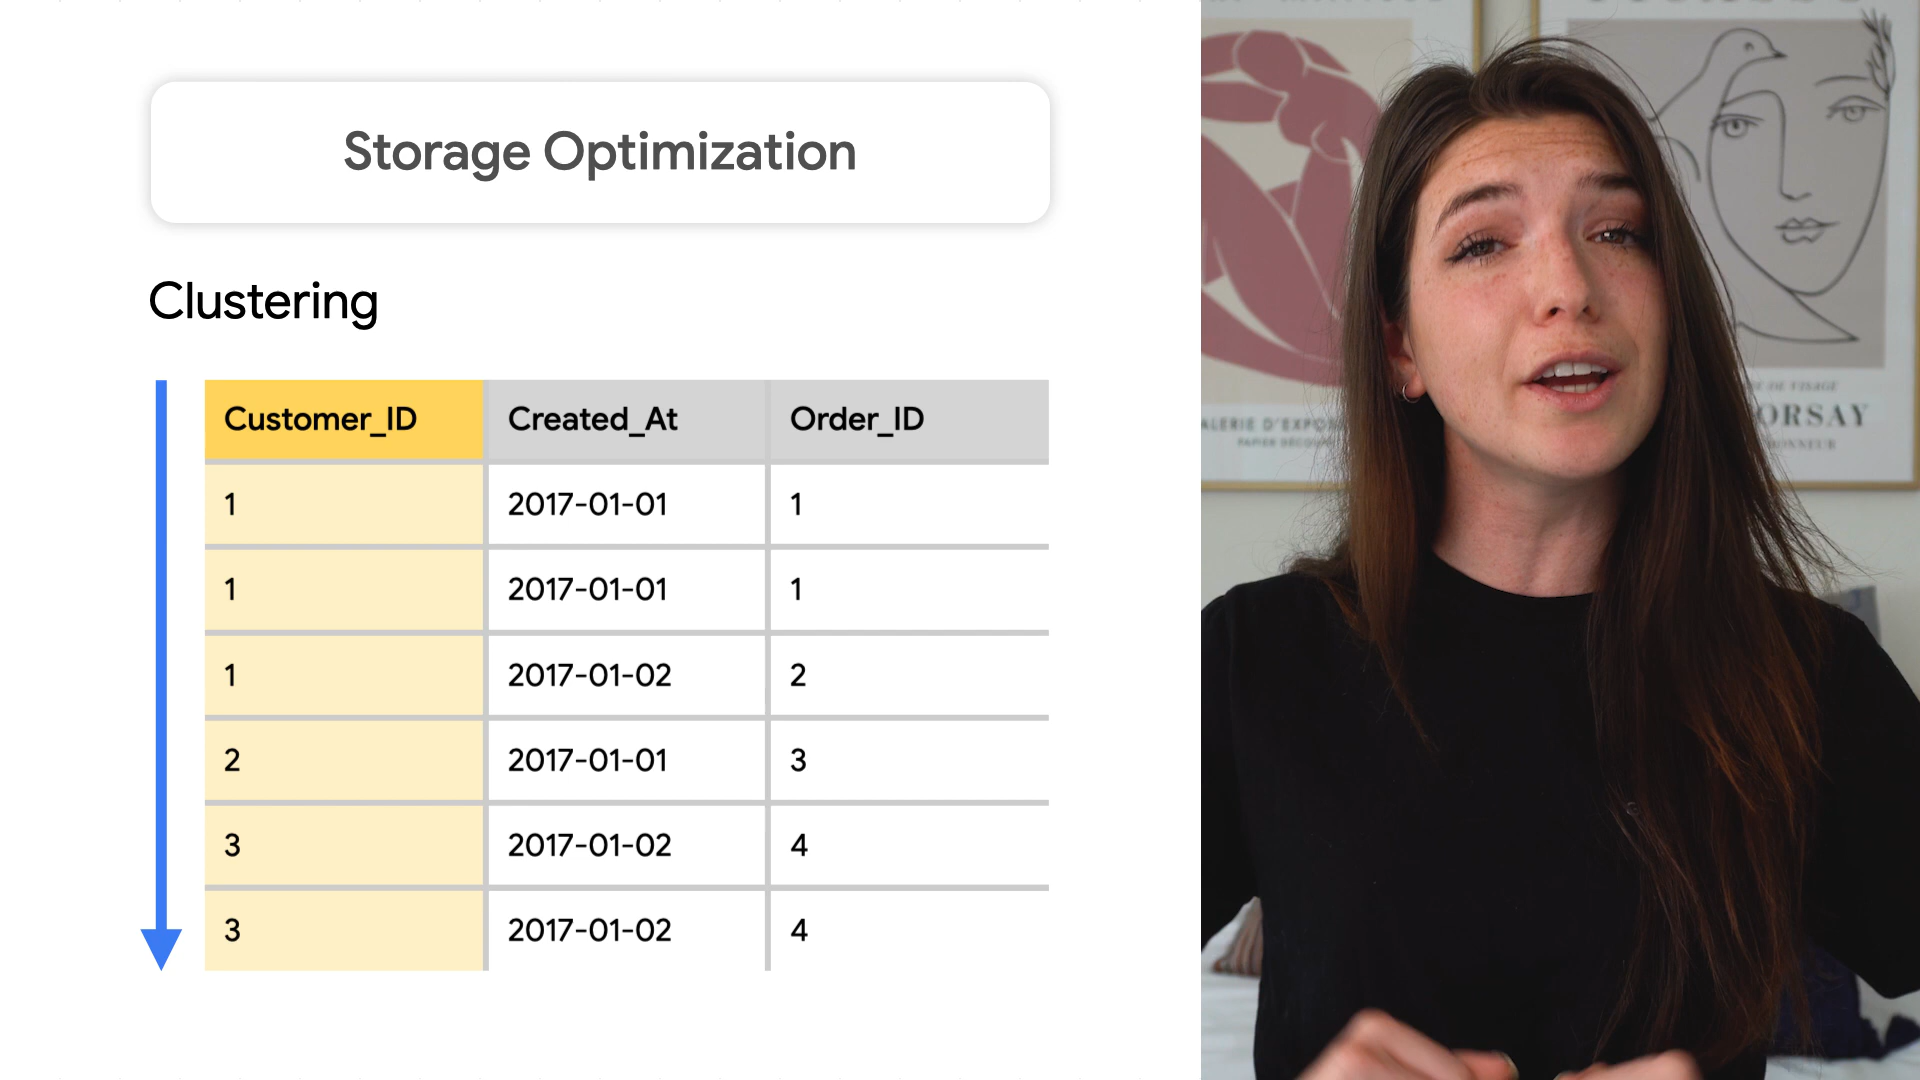 Storage Optimization
Clustering
Customer_ID Created_At Order_ID
1 2017-01-01 1
1 2017-01-01 1
1 2017-01-02 2
2 2017-01-01 3
3 2017-01-02 4
3 2017-01-02 4